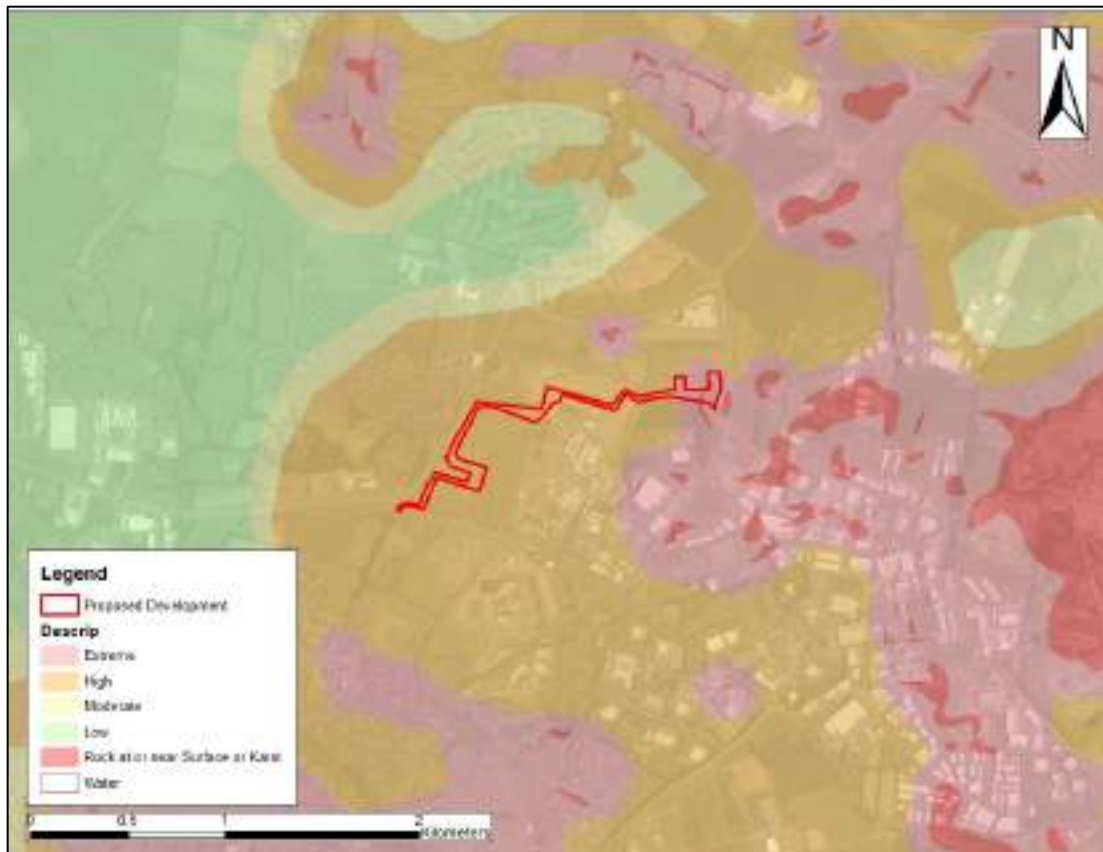 N
Legend
Proposed Development
Descrip
Extreme
High
Moderate
Low
Rock at or near Surface or Karst
Water
0 0.5 1 2
Kilometers